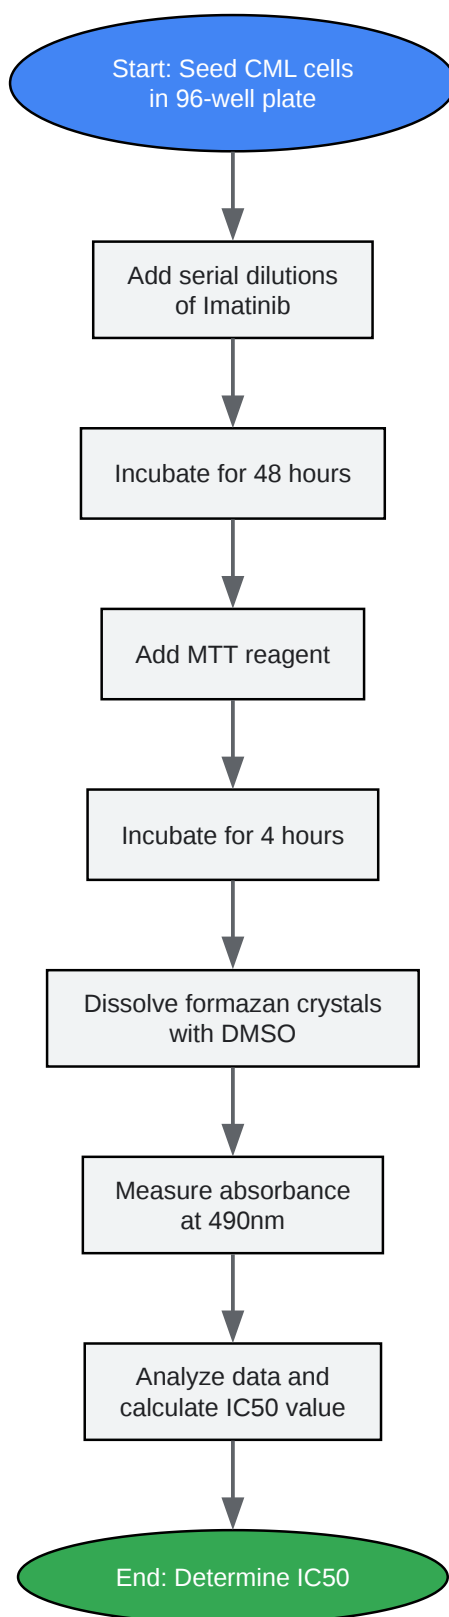 Start: Seed CML cells
in 96-well plate
Add serial dilutions
of Imatinib
Incubate for 48 hours
Add MTT reagent
Incubate for 4 hours
Dissolve formazan crystals
with DMSO
Measure absorbance
at 490nm
Analyze data and
calculate IC50 value
End: Determine IC50